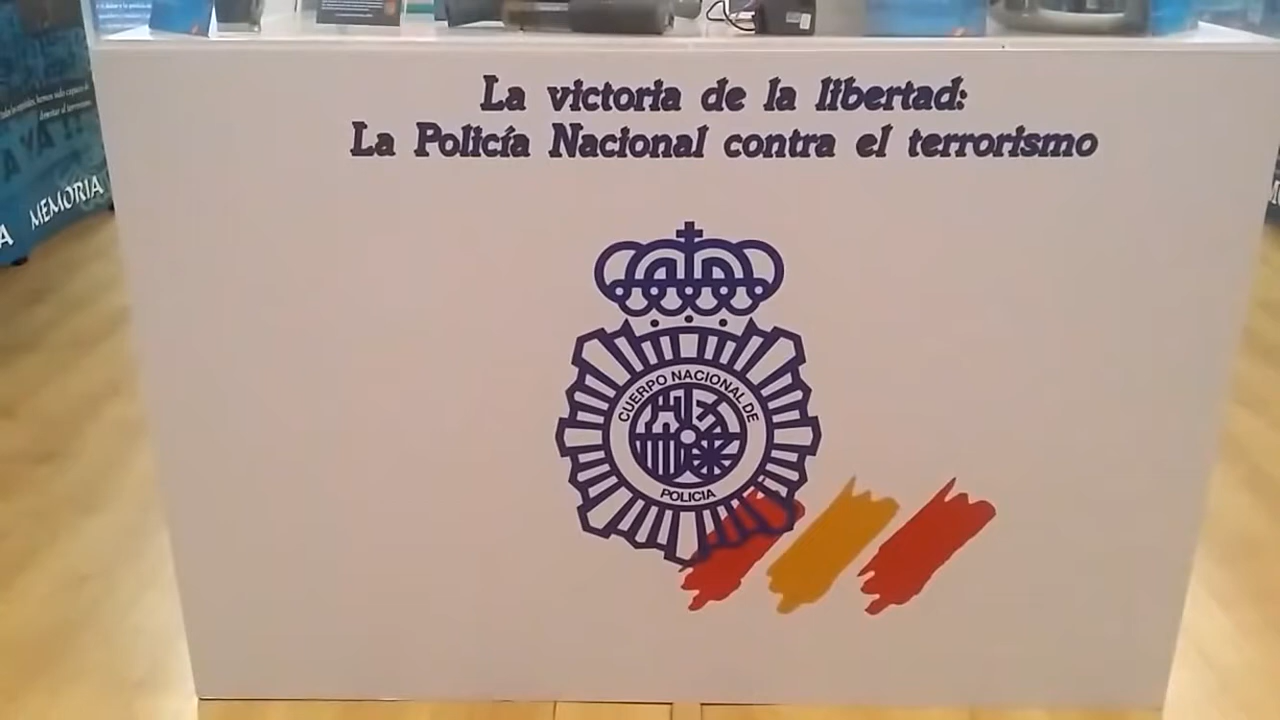 La victoria de la libertad:
La Policía Nacional contra el terrorismo
CUERPO NACIONAL DE
POLICIA
MEMORIA